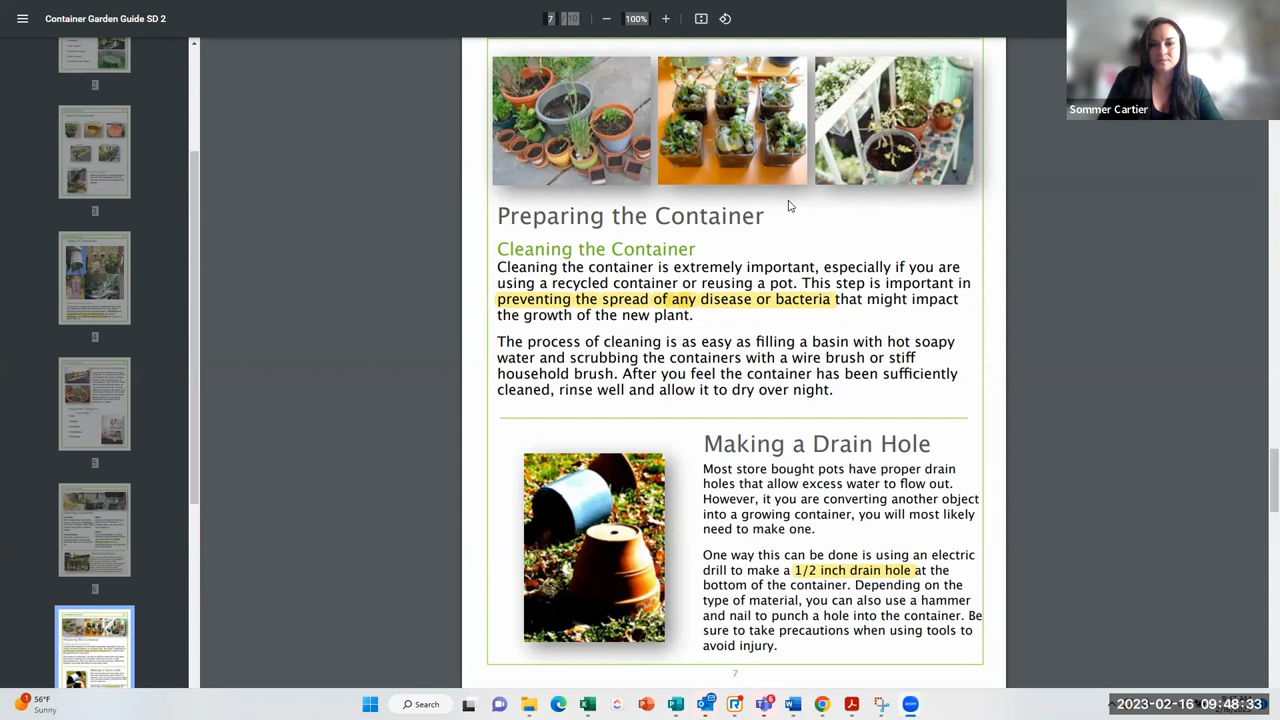 Container Garden Guide SD 2
7 / 10
100%
Sommer Cartier
2
3
4
5
6
Preparing the Container
Cleaning the Container
Cleaning the container is extremely important, especially if you are
using a recycled container or reusing a pot. This step is important in
preventing the spread of any disease or bacteria that might impact
the growth of the new plant.
The process of cleaning is as easy as filling a basin with hot soapy
water and scrubbing the containers with a wire brush or stiff
household brush. After you feel the container has been sufficiently
cleaned, rinse well and allow it to dry over night.
Making a Drain Hole
Most store bought pots have proper drain
holes that allow excess water to flow out.
However, it you are converting another object
into a growing container, you will most likely
need to make one.
One way this can be done is using an electric
drill to make a 1/2 inch drain hole at the
bottom of the container. Depending on the
type of material, you can also use a hammer
and nail to punch a hole into the container. Be
sure to take precautions when using tools to
avoid injury.
7
Sunny
Search
2023-02-16 09:48:33